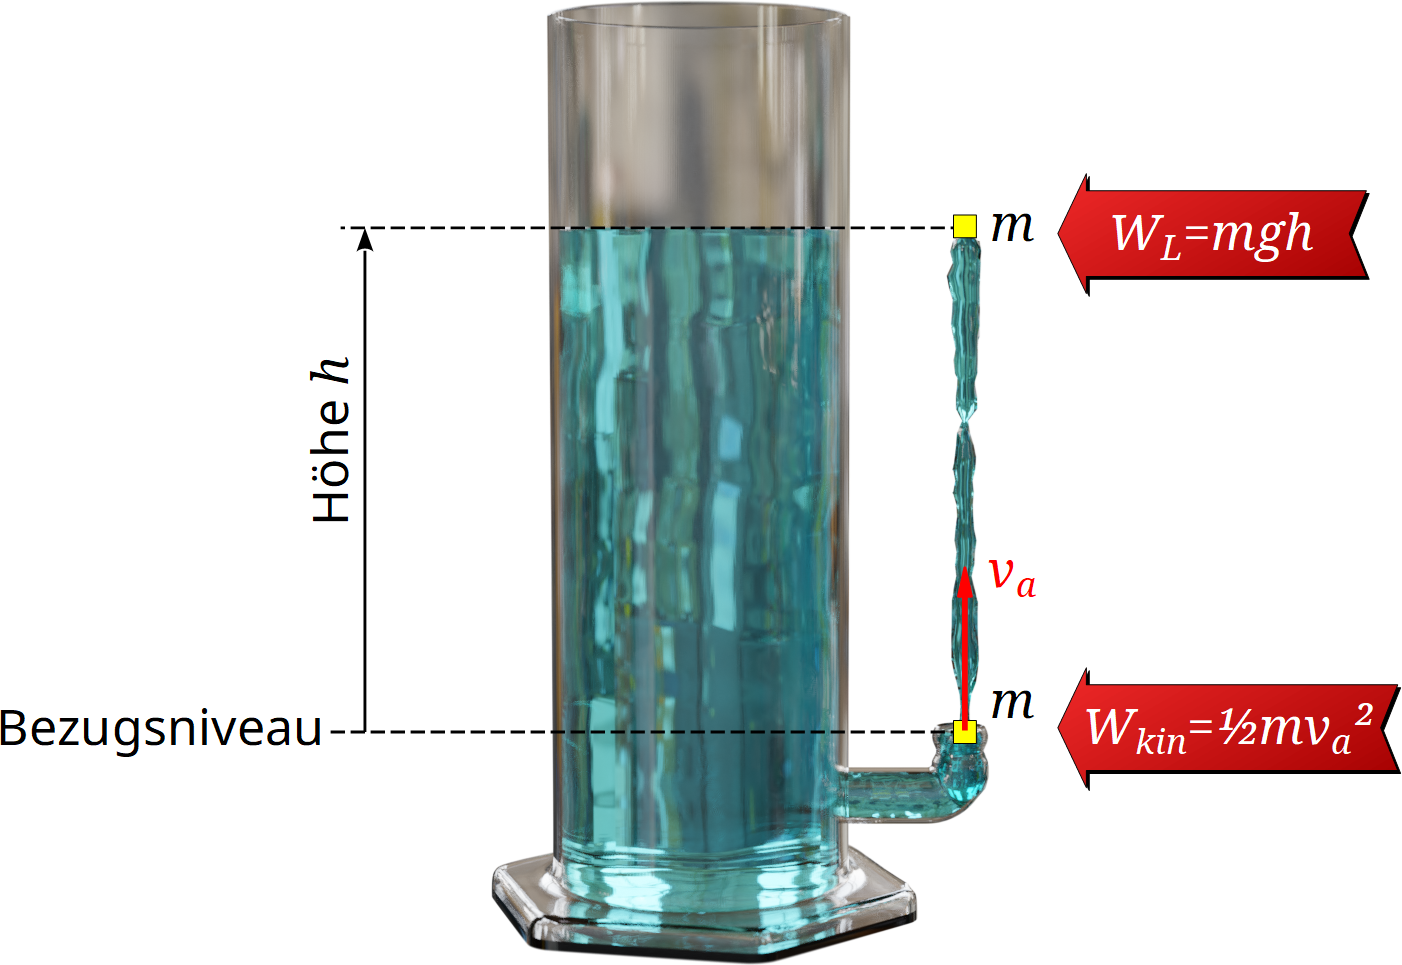 m
W_L=mgh
Höhe h
v_a
m
Bezugsniveau
W_kin=½mv_a²